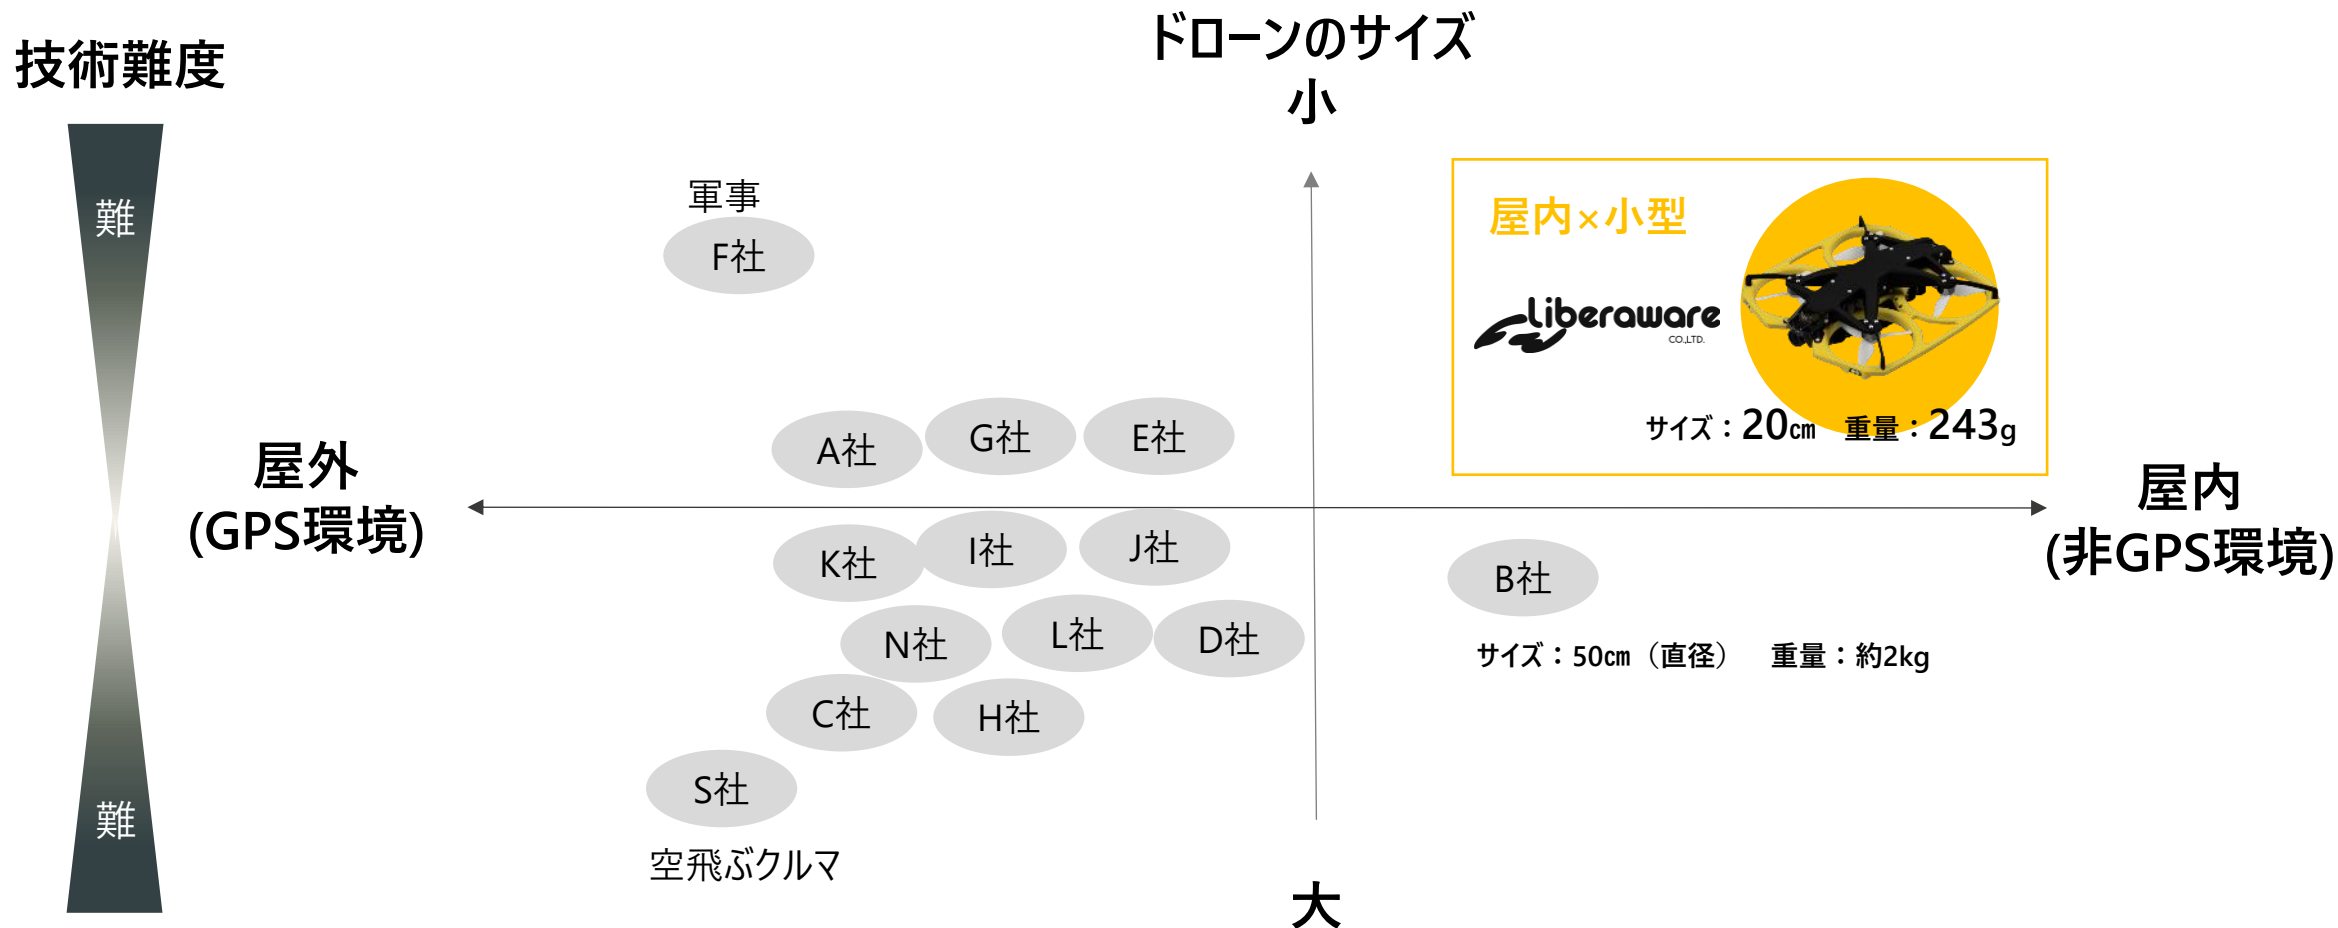 技術難度
難
難
ドローンのサイズ
小
大
屋外
(GPS環境)
屋内
(非GPS環境)
軍事
F社
A社
G社
E社
K社
I社
J社
N社
L社
D社
C社
H社
S社
空飛ぶクルマ
屋内×小型
Liberaware
CO.,LTD.
サイズ：20㎝　重量：243g
B社
サイズ：50㎝（直径）　重量：約2kg